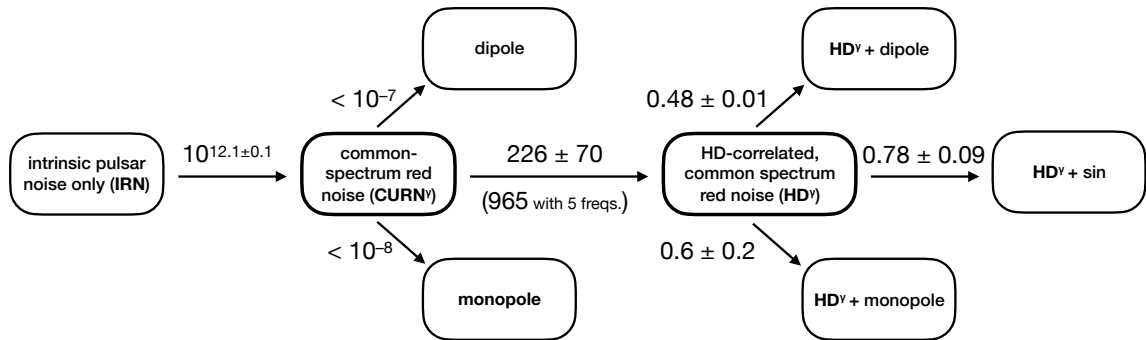 dipole
HDᵞ + dipole
< 10⁻⁷
0.48 ± 0.01
intrinsic pulsar
noise only (IRN)
10¹²·¹±⁰·¹
common-
spectrum red
noise (CURNᵞ)
226 ± 70
(965 with 5 freqs.)
HD-correlated,
common spectrum
red noise (HDᵞ)
0.78 ± 0.09
HDᵞ + sin
< 10⁻⁸
0.6 ± 0.2
monopole
HDᵞ + monopole